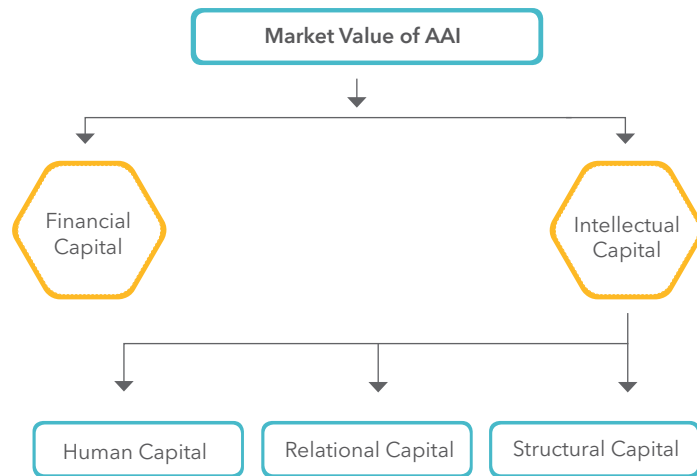 Market Value of AAI
Financial
Capital
Intellectual
Capital
Human Capital
Relational Capital
Structural Capital